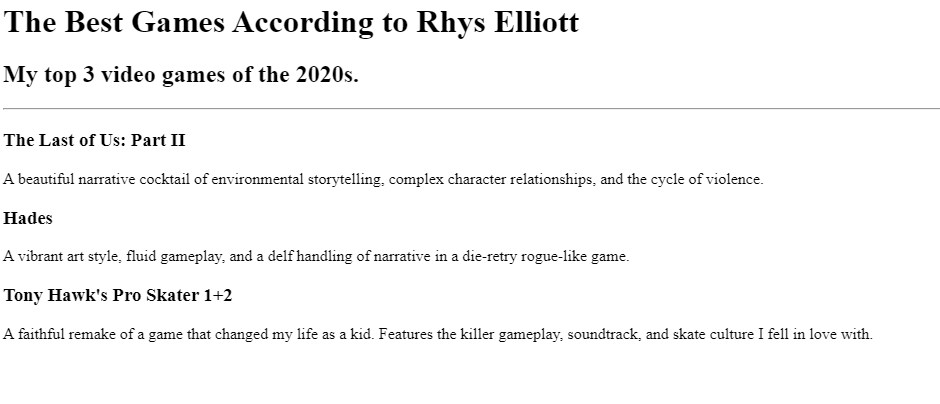 The Best Games According to Rhys Elliott
My top 3 video games of the 2020s.
The Last of Us: Part II
A beautiful narrative cocktail of environmental storytelling, complex character relationships, and the cycle of violence.
Hades
A vibrant art style, fluid gameplay, and a delf handling of narrative in a die-retry rogue-like game.
Tony Hawk's Pro Skater 1+2
A faithful remake of a game that changed my life as a kid. Features the killer gameplay, soundtrack, and skate culture I fell in love with.